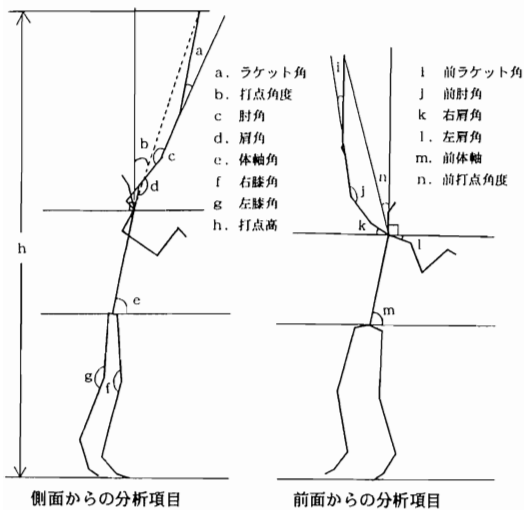 a．ラケット角
b．打点角度
c　肘角
d．肩角
e．体軸角
f　右膝角
g　左膝角
h．打点高
i　前ラケット角
j　前肘角
k　右肩角
l．左肩角
m．前体軸
n．前打点角度
a
b
c
d
e
f
g
h
i
j
k
l
m
n
側面からの分析項目
前面からの分析項目